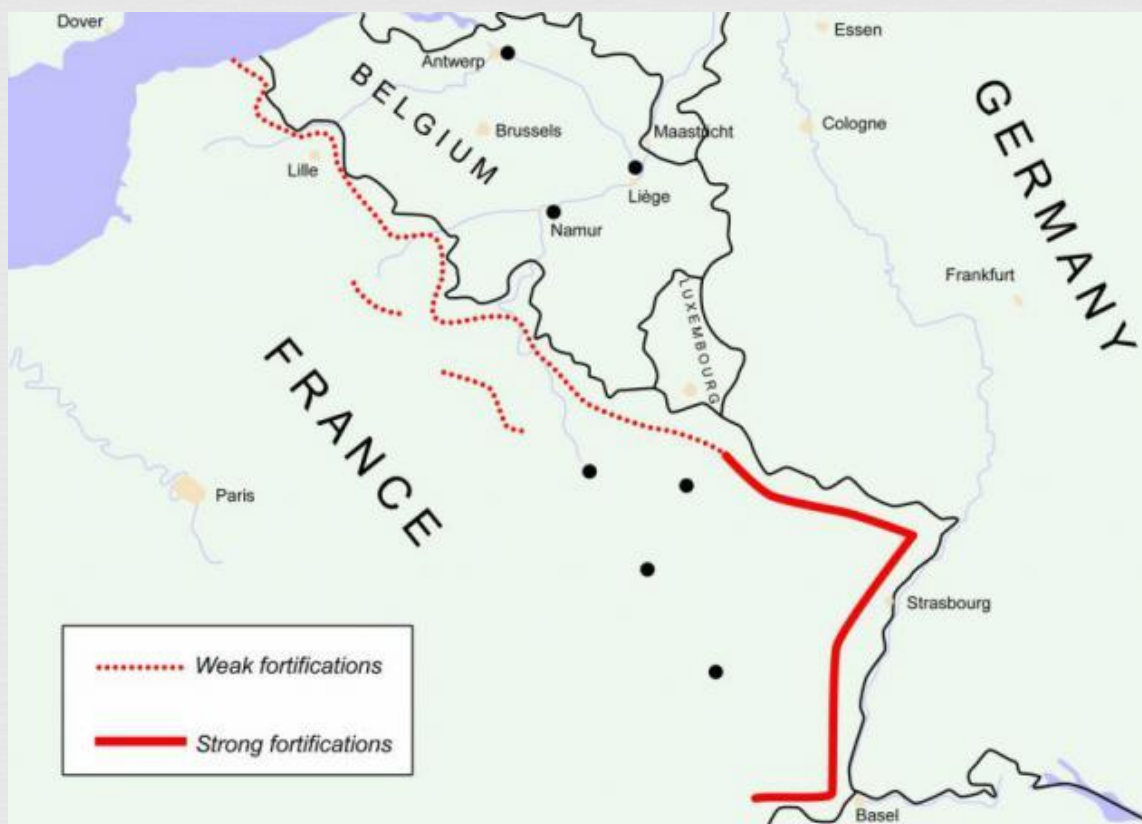 Dover
Essen
Antwerp
BELGIUM
GERMANY
Brussels
Maastucht
Cologne
Lille
Liège
Namur
Frankfurt
LUXEMBOURG
FRANCE
Paris
Strasbourg
Weak fortifications
Strong fortifications
Basel